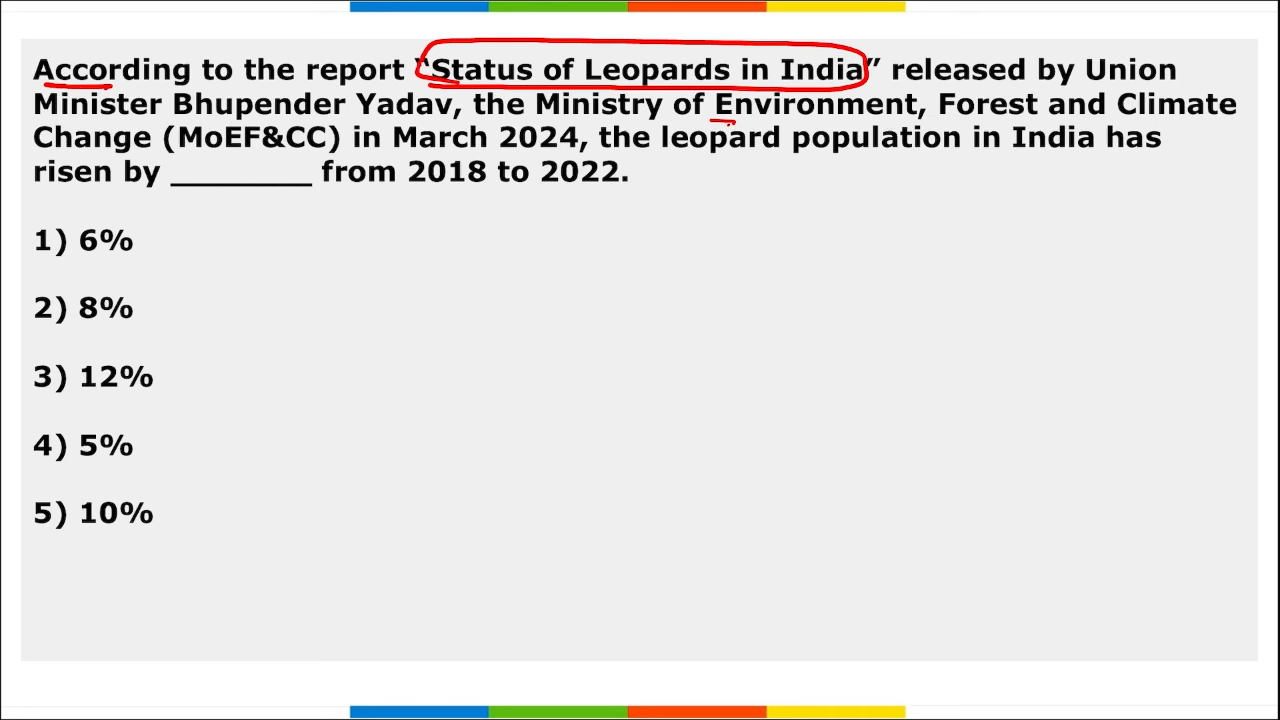 According to the report “Status of Leopards in India” released by Union
Minister Bhupender Yadav, the Ministry of Environment, Forest and Climate
Change (MoEF&CC) in March 2024, the leopard population in India has
risen by ________ from 2018 to 2022.
1) 6%
2) 8%
3) 12%
4) 5%
5) 10%